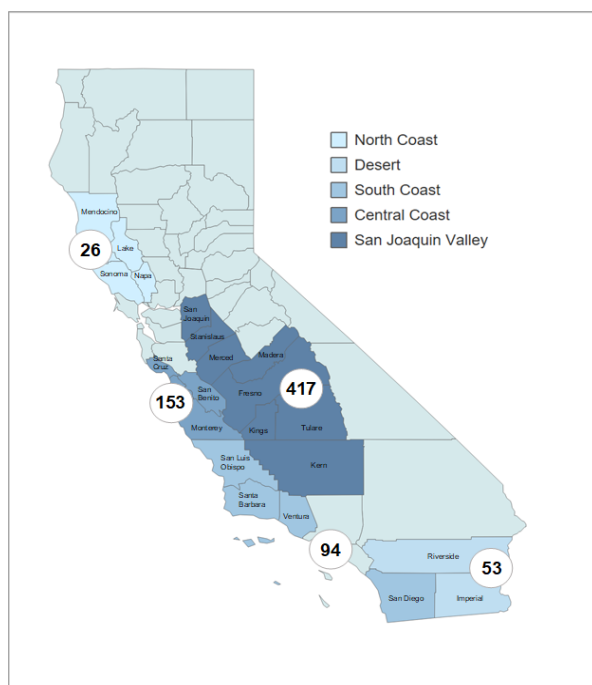 North Coast
Desert
South Coast
Central Coast
San Joaquin Valley
Mendocino
26
Lake
Sonoma
Napa
San
Joaquin
Stanislaus
Merced
Madera
Santa
Cruz
153
San
Benito
Fresno
417
Monterey
Kings
Tulare
San Luis
Obispo
Kern
Santa
Barbara
Ventura
94
Riverside
53
San Diego
Imperial